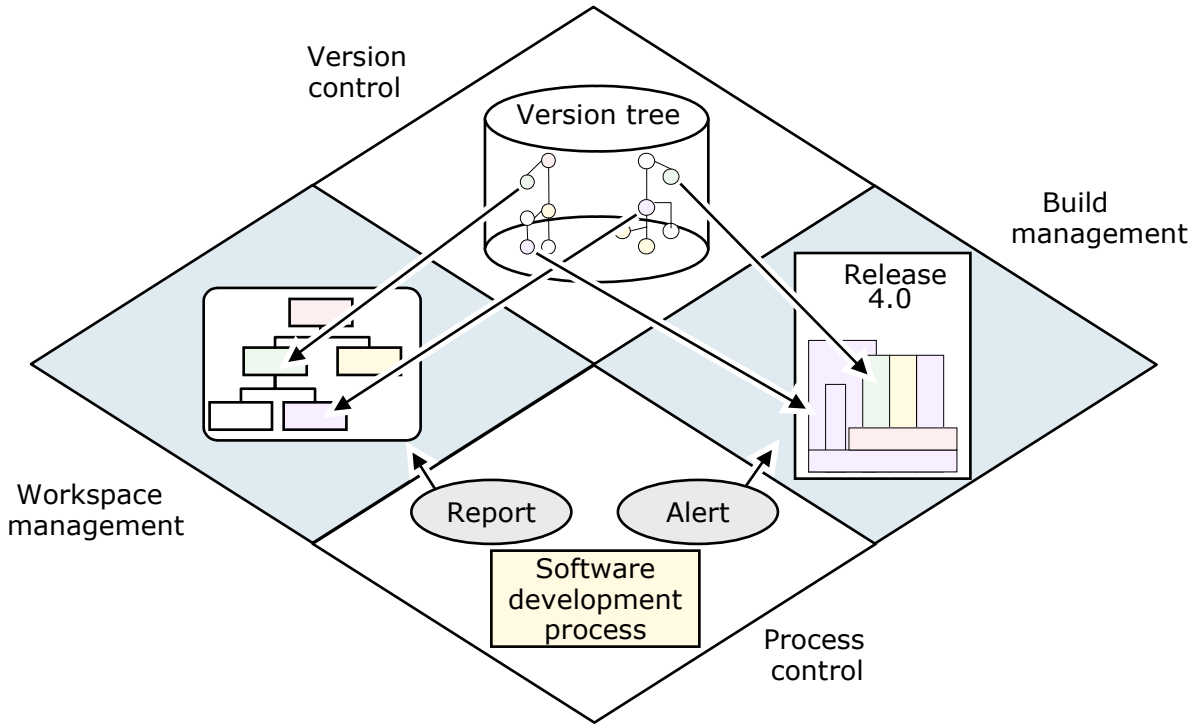 Version
control
Version tree
Build
management
Release
4.0
Workspace
management
Report
Alert
Software
development
process
Process
control